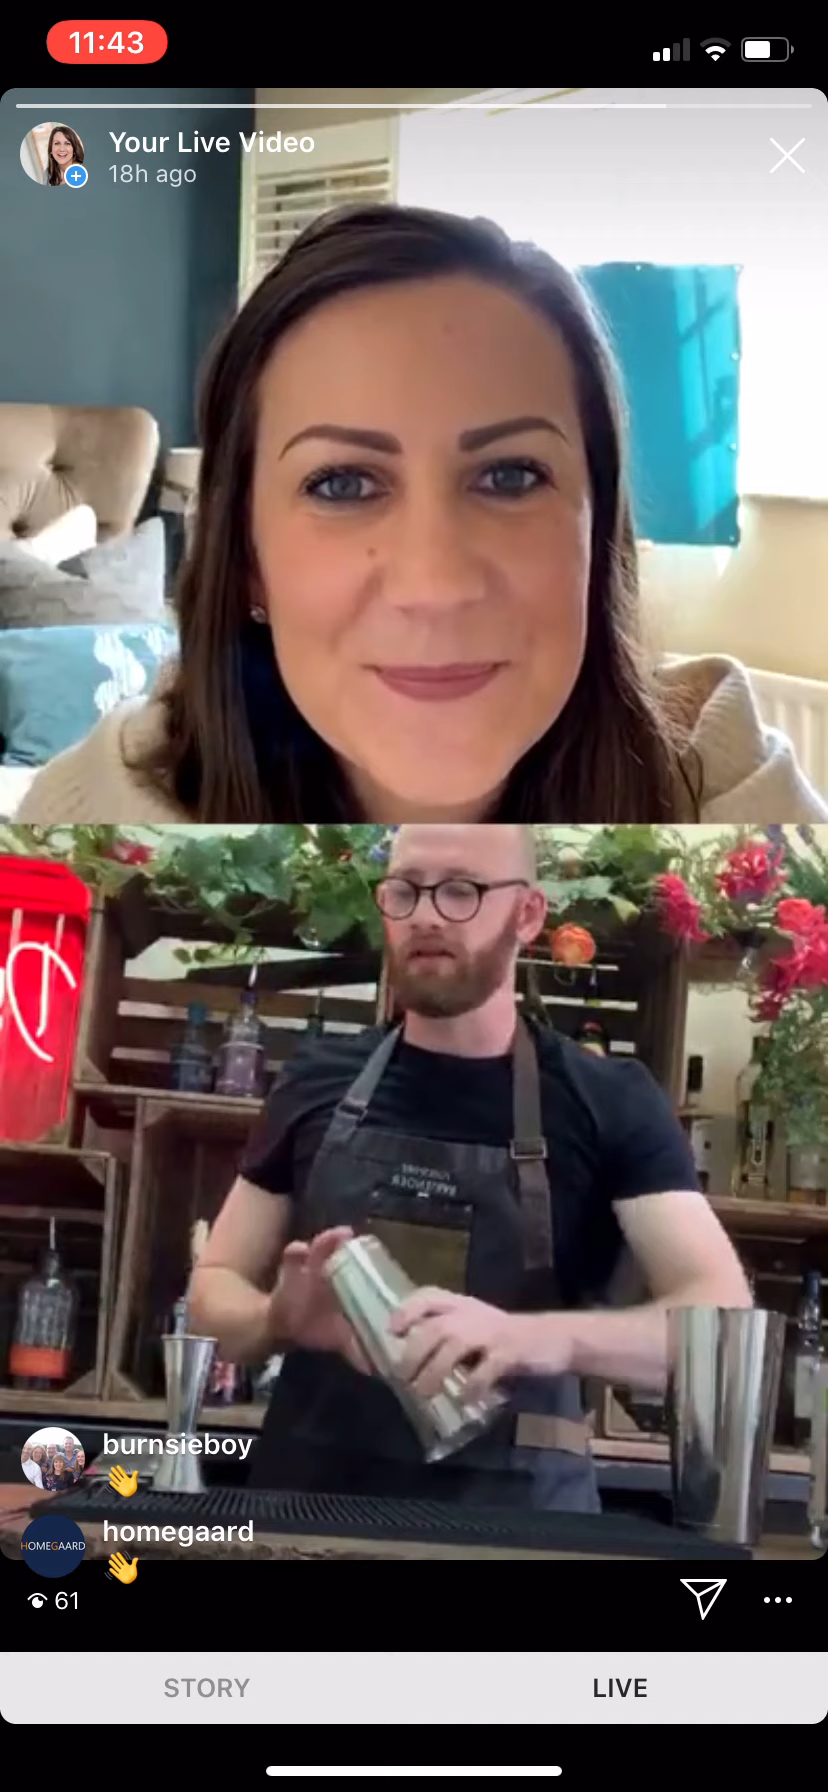 11:43
Your Live Video
18h ago
burnsieboy
👋
homegaard
HOMEGAARD
👋
61
STORY
LIVE